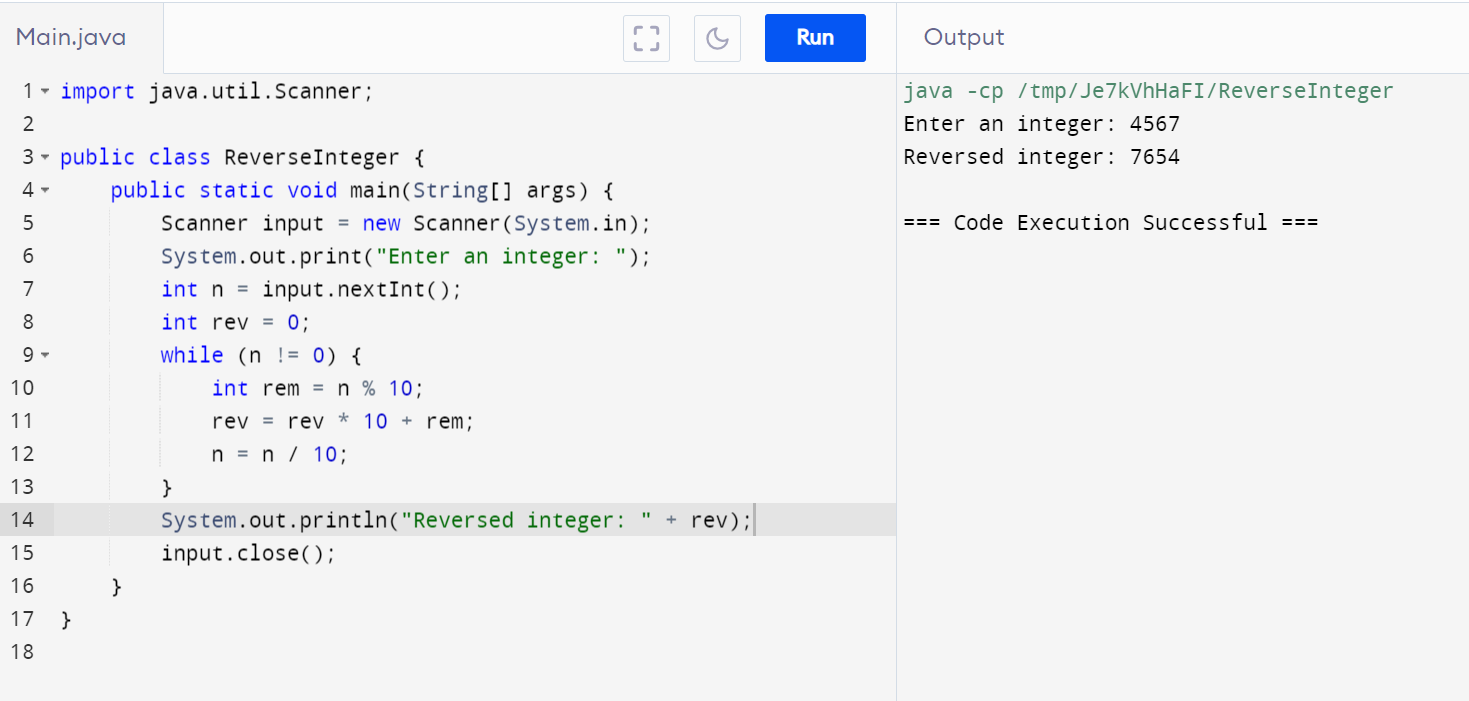 Main.java
Run
Output
1 import java.util.Scanner;
2
3 public class ReverseInteger {
4     public static void main(String[] args) {
5         Scanner input = new Scanner(System.in);
6         System.out.print("Enter an integer: ");
7         int n = input.nextInt();
8         int rev = 0;
9         while (n != 0) {
10             int rem = n % 10;
11             rev = rev * 10 + rem;
12             n = n / 10;
13         }
14         System.out.println("Reversed integer: " + rev);
15         input.close();
16     }
17 }
18
java -cp /tmp/Je7kVhHaFI/ReverseInteger
Enter an integer: 4567
Reversed integer: 7654
=== Code Execution Successful ===